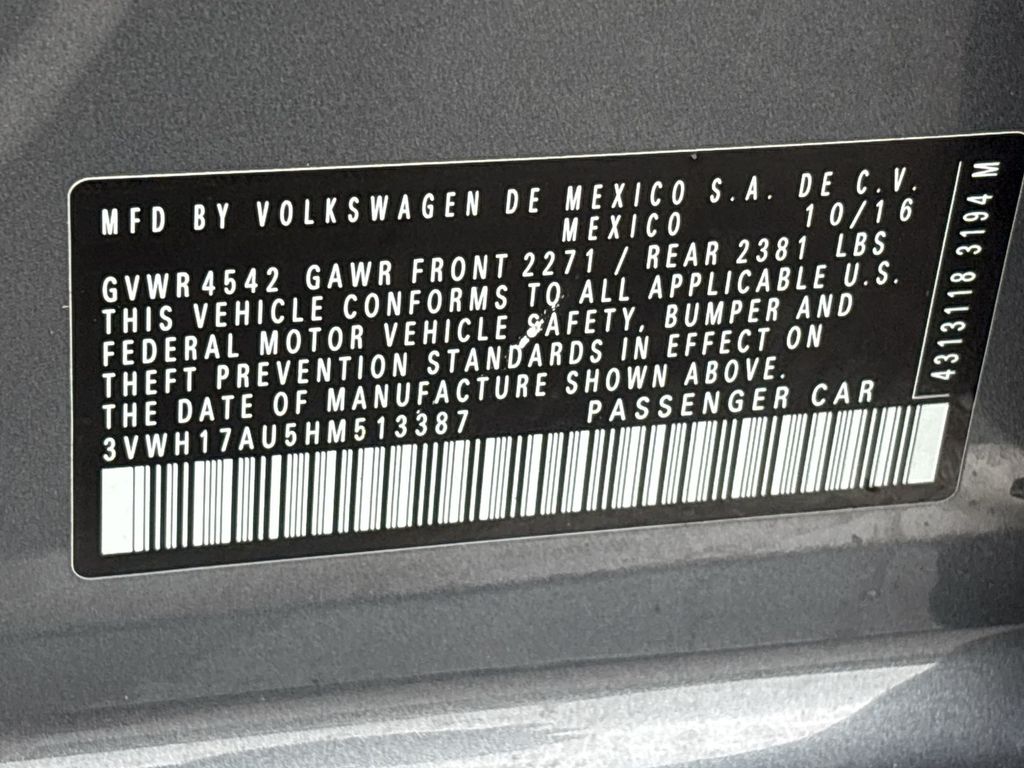 MFD BY VOLKSWAGEN DE MEXICO S.A. DE C.V.
MEXICO 10/16
GVWR 4542 GAWR FRONT 2271 / REAR 2381 LBS
THIS VEHICLE CONFORMS TO ALL APPLICABLE U.S.
FEDERAL MOTOR VEHICLE SAFETY, BUMPER AND
THEFT PREVENTION STANDARDS IN EFFECT ON
THE DATE OF MANUFACTURE SHOWN ABOVE.
3VWH17AU5HM513387 PASSENGER CAR
4313118 3194 M